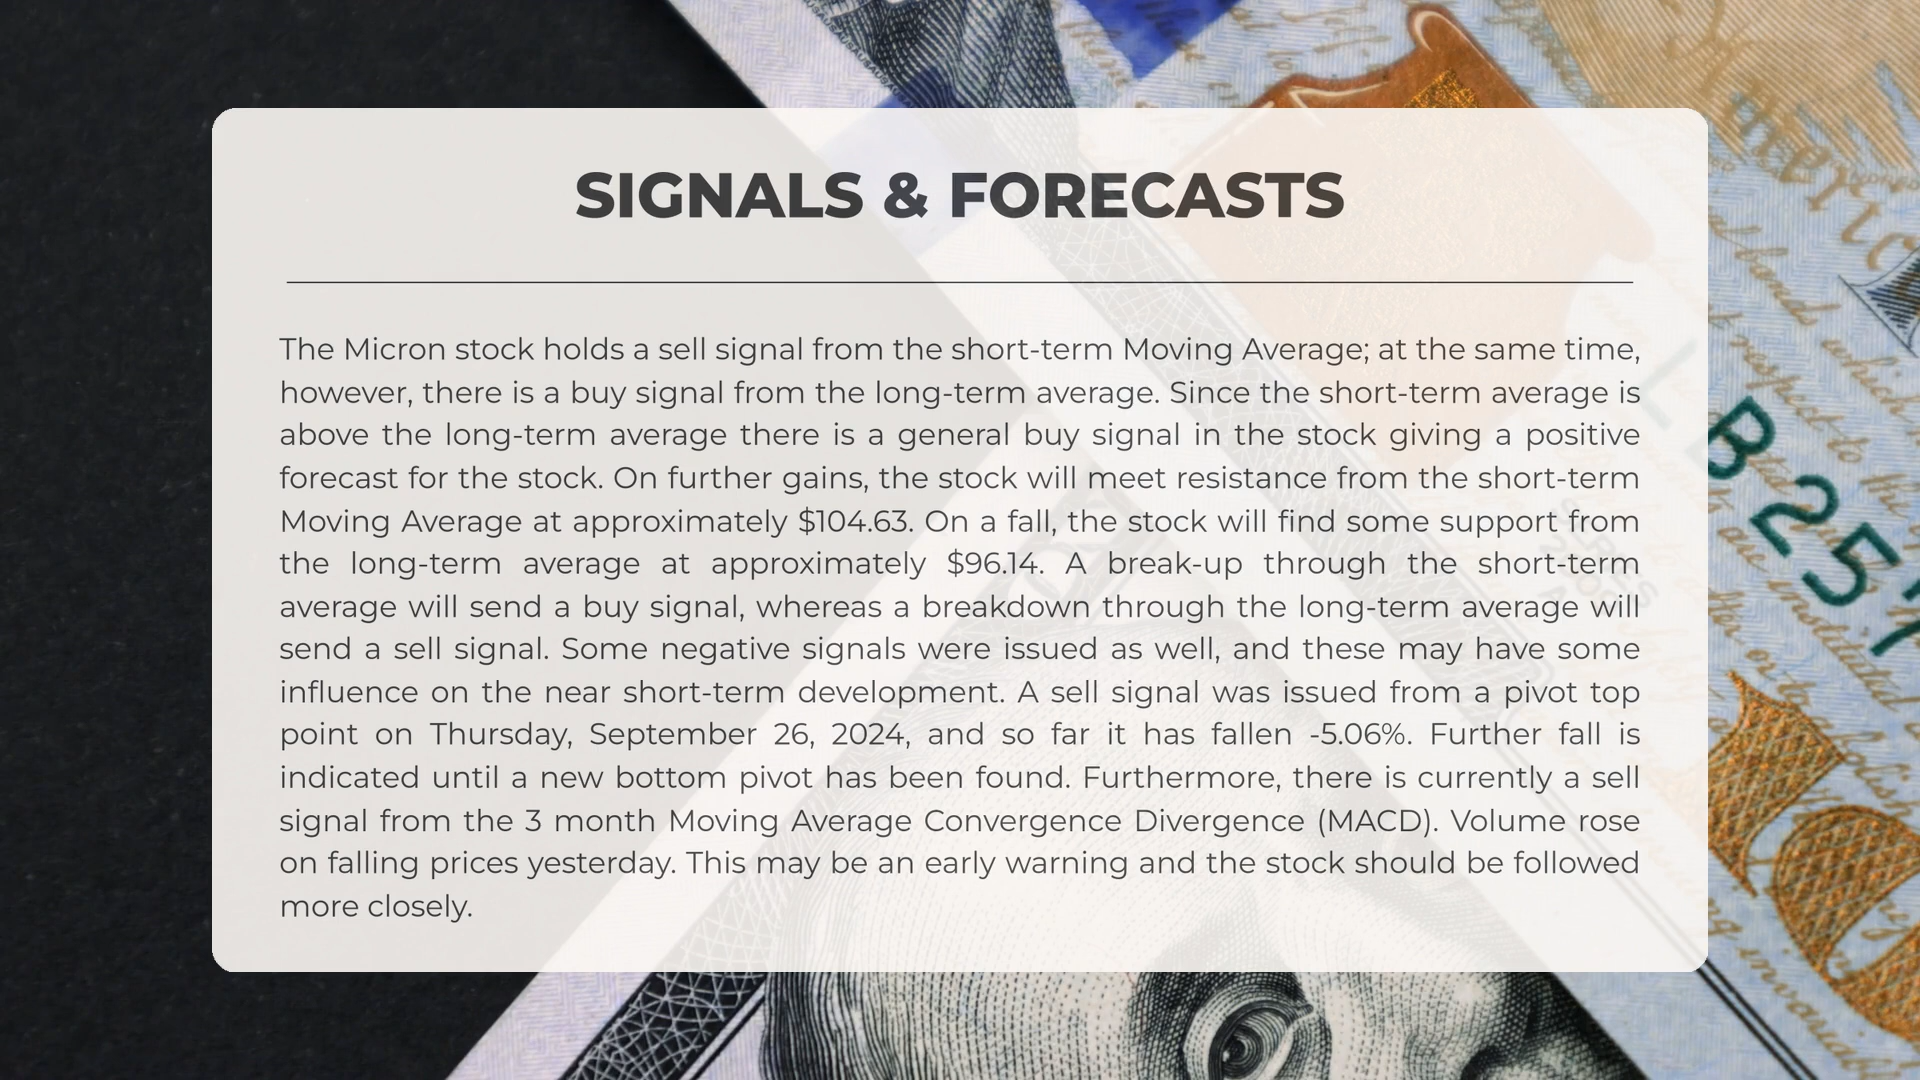 SIGNALS & FORECASTS
The Micron stock holds a sell signal from the short-term Moving Average; at the same time,
however, there is a buy signal from the long-term average. Since the short-term average is
above the long-term average there is a general buy signal in the stock giving a positive
forecast for the stock. On further gains, the stock will meet resistance from the short-term
Moving Average at approximately $104.63. On a fall, the stock will find some support from
the long-term average at approximately $96.14. A break-up through the short-term
average will send a buy signal, whereas a breakdown through the long-term average will
send a sell signal. Some negative signals were issued as well, and these may have some
influence on the near short-term development. A sell signal was issued from a pivot top
point on Thursday, September 26, 2024, and so far it has fallen -5.06%. Further fall is
indicated until a new bottom pivot has been found. Furthermore, there is currently a sell
signal from the 3 month Moving Average Convergence Divergence (MACD). Volume rose
on falling prices yesterday. This may be an early warning and the stock should be followed
more closely.